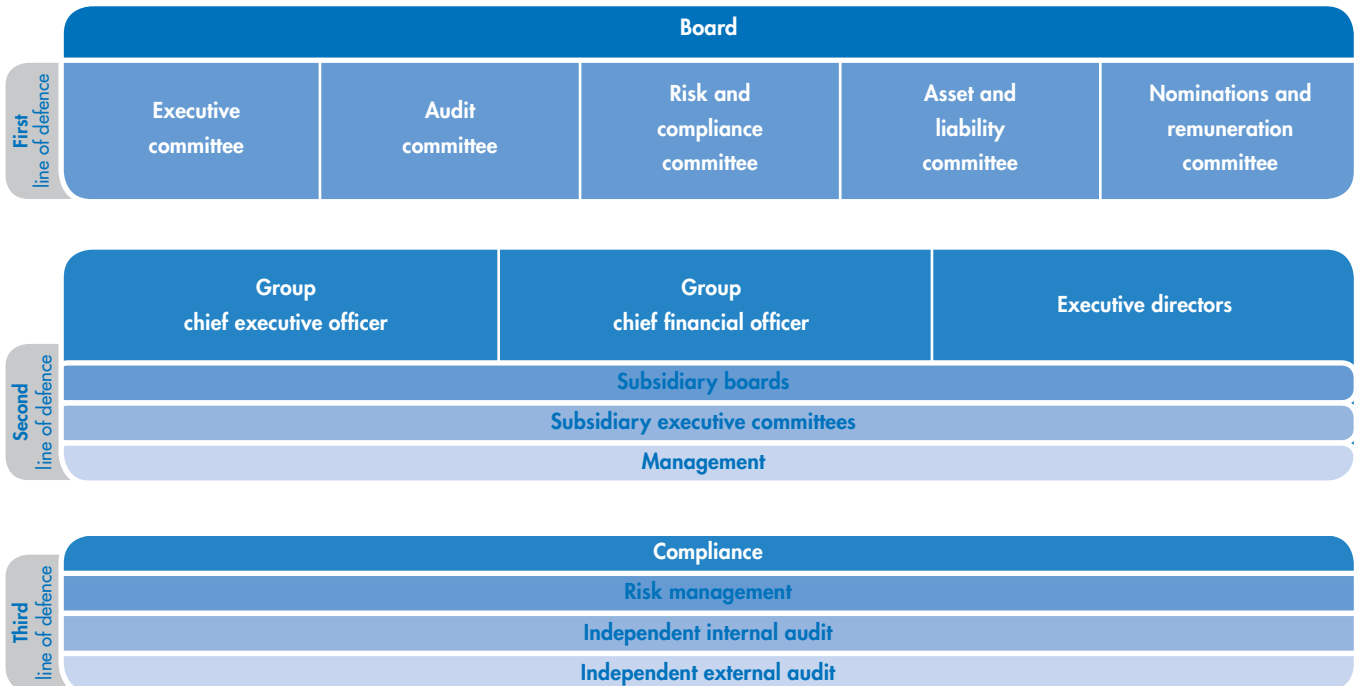 Board
First
line of defence
Executive
committee
Audit
committee
Risk and
compliance
committee
Asset and
liability
committee
Nominations and
remuneration
committee
Second
line of defence
Group
chief executive officer
Group
chief financial officer
Executive directors
Subsidiary boards
Subsidiary executive committees
Management
Third
line of defence
Compliance
Risk management
Independent internal audit
Independent external audit